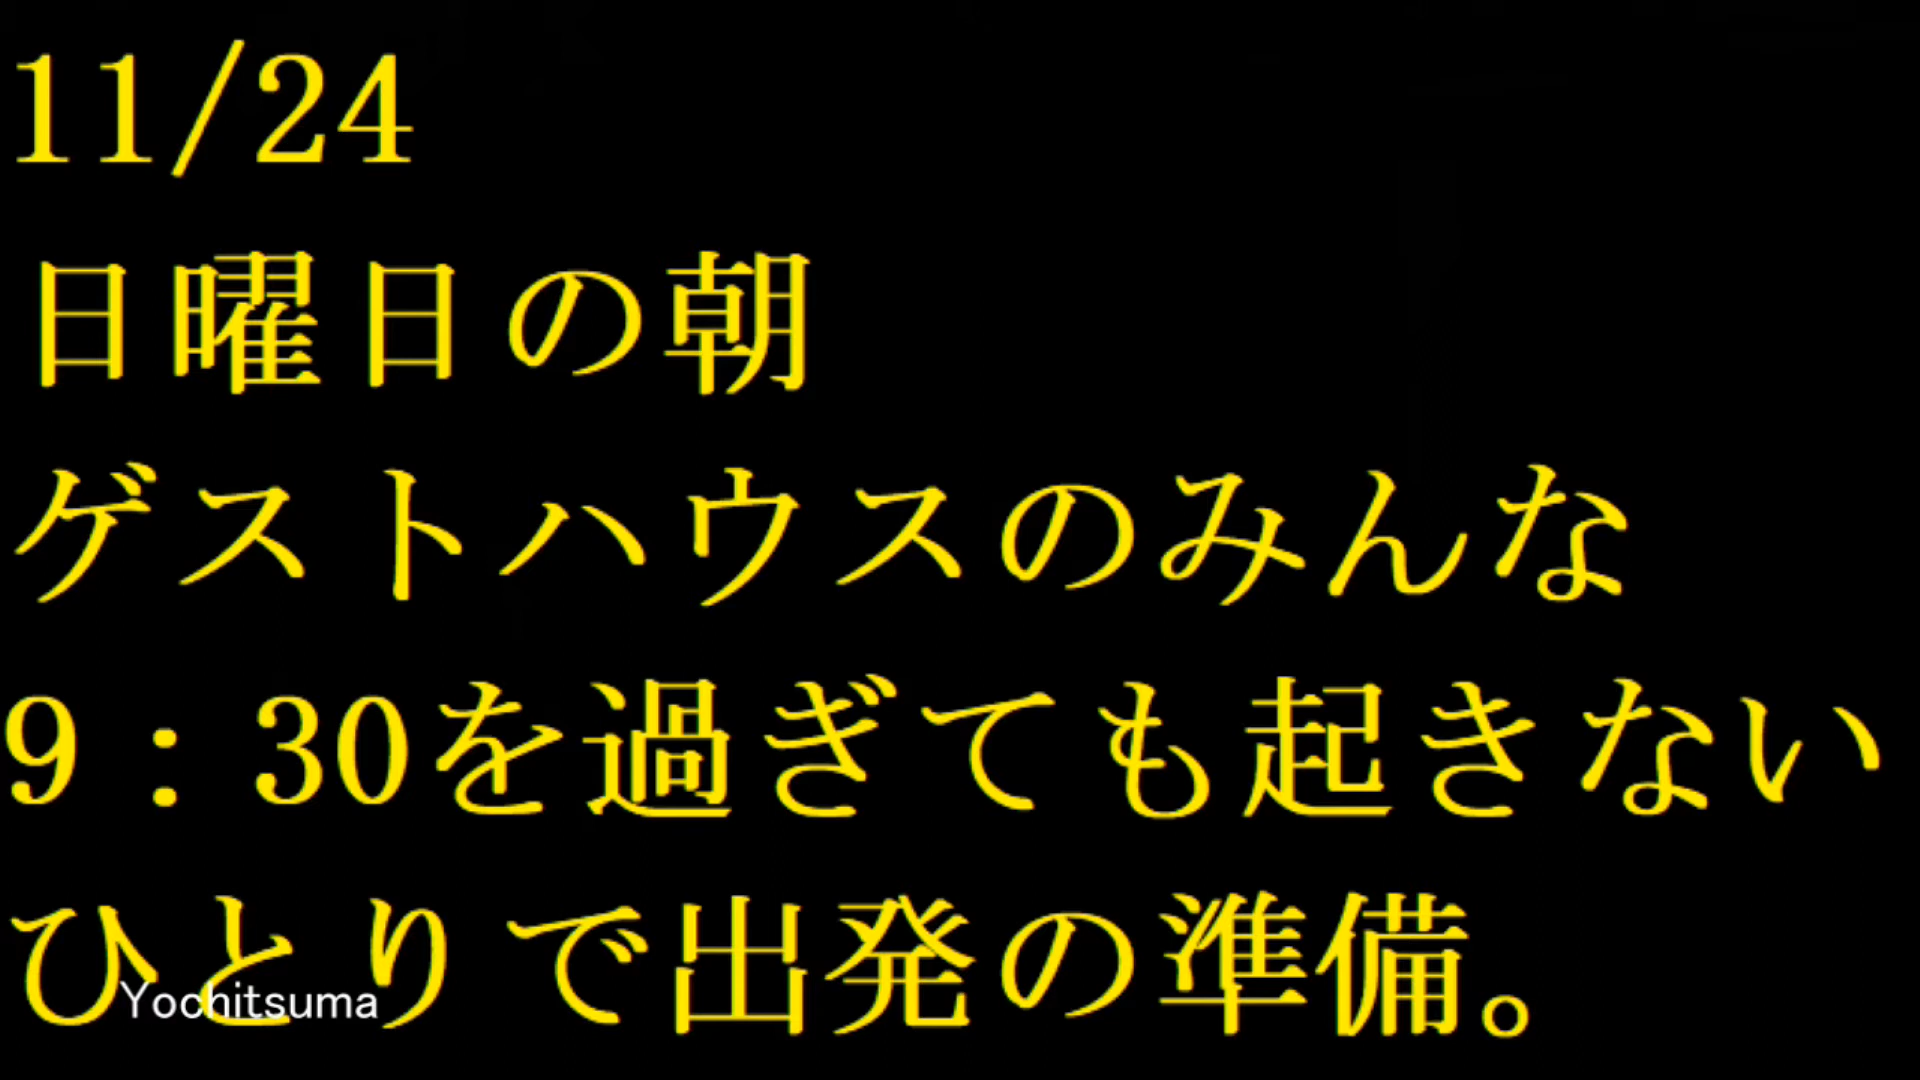 11/24
日曜日の朝
ゲストハウスのみんな
9：30を過ぎても起きない
ひとりで出発の準備。
Yochitsuma